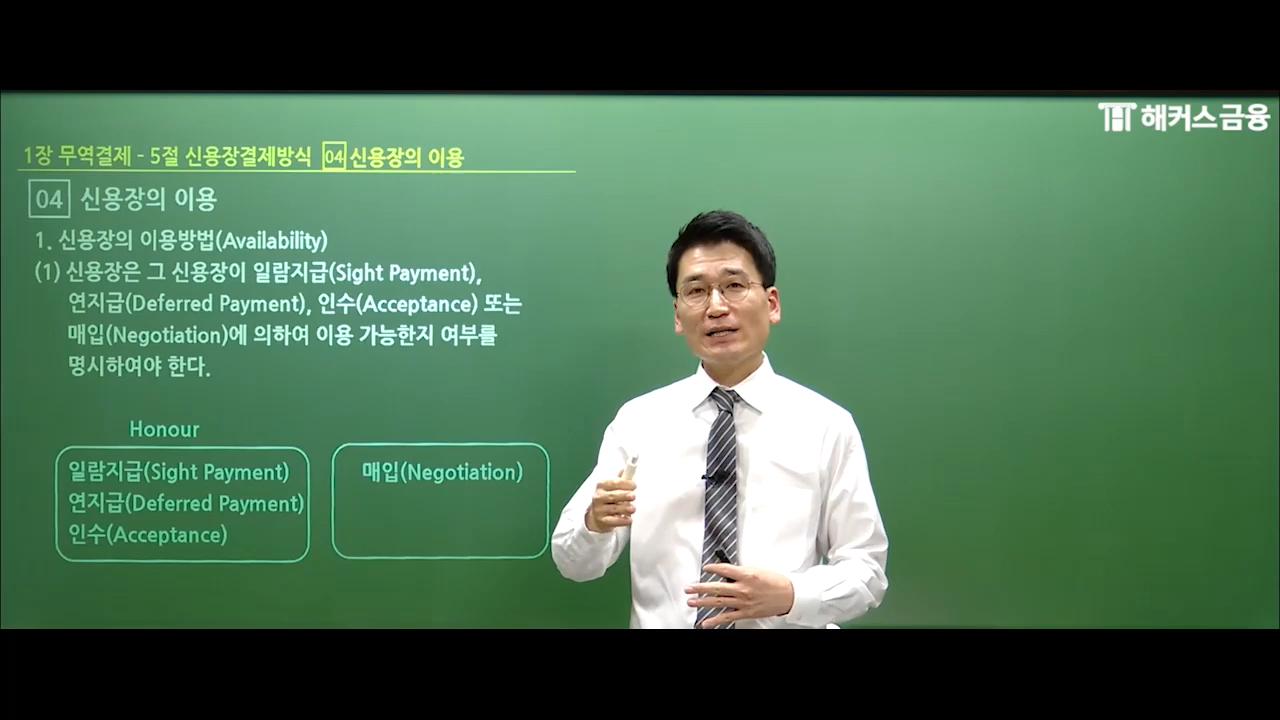 해커스금융
1장 무역결제 - 5절 신용장결제방식 04 신용장의 이용
04 신용장의 이용
1. 신용장의 이용방법(Availability)
(1) 신용장은 그 신용장이 일람지급(Sight Payment),
연지급(Deferred Payment), 인수(Acceptance) 또는
매입(Negotiation)에 의하여 이용 가능한지 여부를
명시하여야 한다.
Honour
일람지급(Sight Payment)
연지급(Deferred Payment)
인수(Acceptance)
매입(Negotiation)